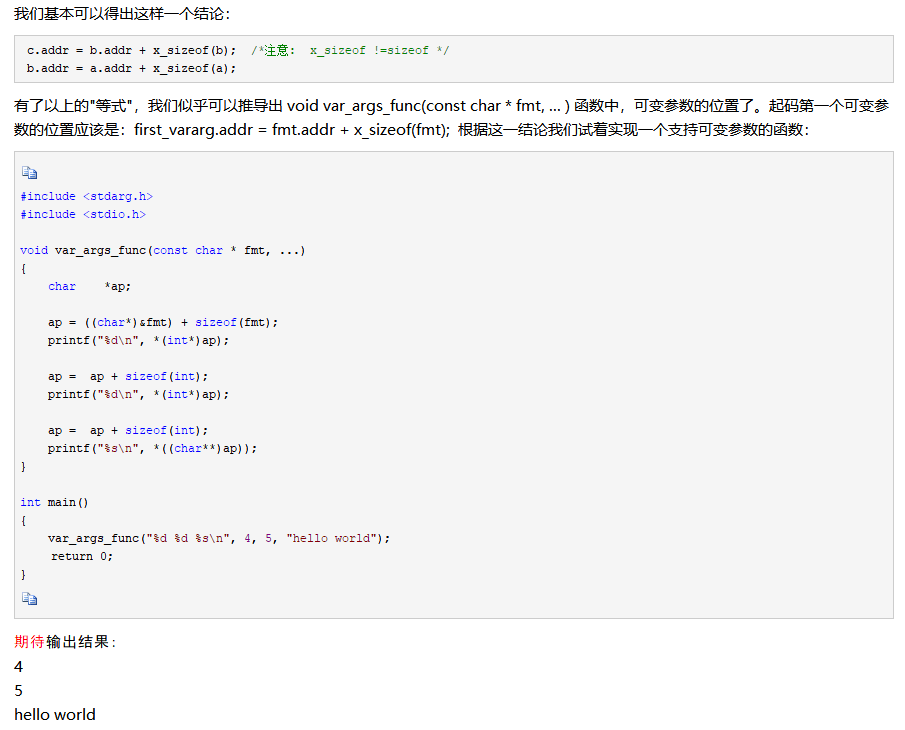 我们基本可以得出这样一个结论：
c.addr = b.addr + x_sizeof(b);  /*注意： x_sizeof !=sizeof */
b.addr = a.addr + x_sizeof(a);
有了以上的"等式"，我们似乎可以推导出 void var_args_func(const char * fmt, ... ) 函数中，可变参数的位置了。起码第一个可变参
数的位置应该是：first_vararg.addr = fmt.addr + x_sizeof(fmt);  根据这一结论我们试着实现一个支持可变参数的函数：
#include <stdarg.h>
#include <stdio.h>
void var_args_func(const char * fmt, ...)
{
    char    *ap;
    ap = ((char*)&fmt) + sizeof(fmt);
    printf("%d\n", *(int*)ap);
    ap =  ap + sizeof(int);
    printf("%d\n", *(int*)ap);
    ap =  ap + sizeof(int);
    printf("%s\n", *((char**)ap));
}
int main()
{
    var_args_func("%d %d %s\n", 4, 5, "hello world");
    return 0;
}
期待输出结果：
4
5
hello world